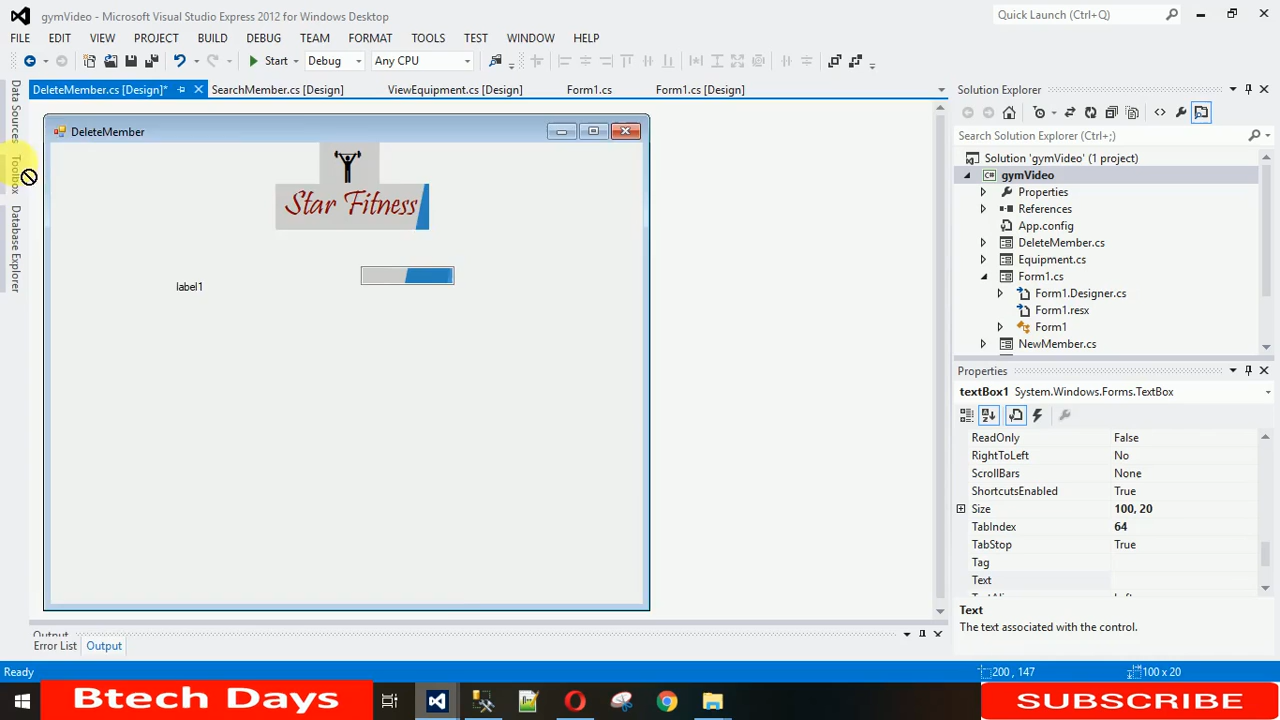 gymVideo - Microsoft Visual Studio Express 2012 for Windows Desktop
Quick Launch (Ctrl+Q)
FILE EDIT VIEW PROJECT BUILD DEBUG TEAM FORMAT TOOLS TEST WINDOW HELP
Start Debug Any CPU
DeleteMember.cs [Design]* SearchMember.cs [Design] ViewEquipment.cs [Design] Form1.cs Form1.cs [Design]
Data Sources
Toolbox
Database Explorer
DeleteMember
Star Fitness
label1
Solution Explorer
Search Solution Explorer (Ctrl+;)
Solution 'gymVideo' (1 project)
gymVideo
Properties
References
App.config
DeleteMember.cs
Equipment.cs
Form1.cs
Form1.Designer.cs
Form1.resx
Form1
NewMember.cs
Properties
textBox1 System.Windows.Forms.TextBox
ReadOnly False
RightToLeft No
ScrollBars None
ShortcutsEnabled True
Size 100, 20
TabIndex 64
TabStop True
Tag
Text
TextAlign Left
Text
The text associated with the control.
Output
Error List Output
Ready 200 , 147 100 x 20
Btech Days
SUBSCRIBE